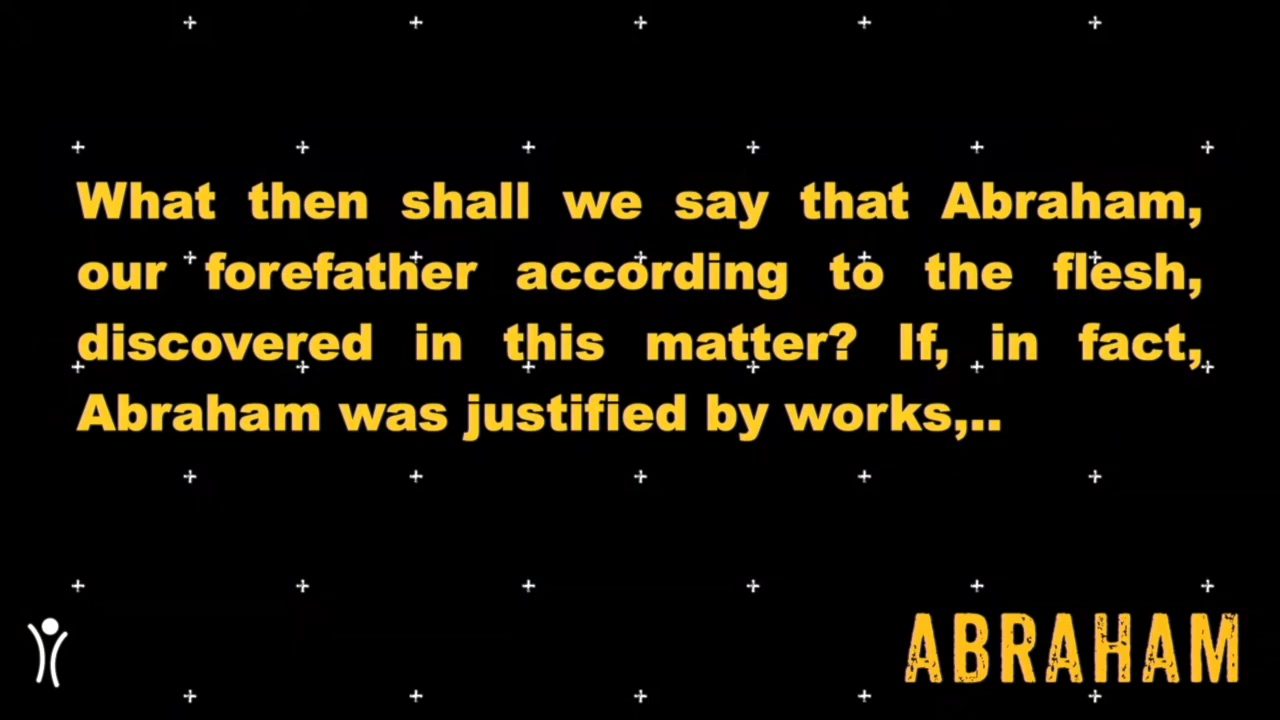 What then shall we say that Abraham,
our forefather according to the flesh,
discovered in this matter? If, in fact,
Abraham was justified by works,..
ABRAHAM